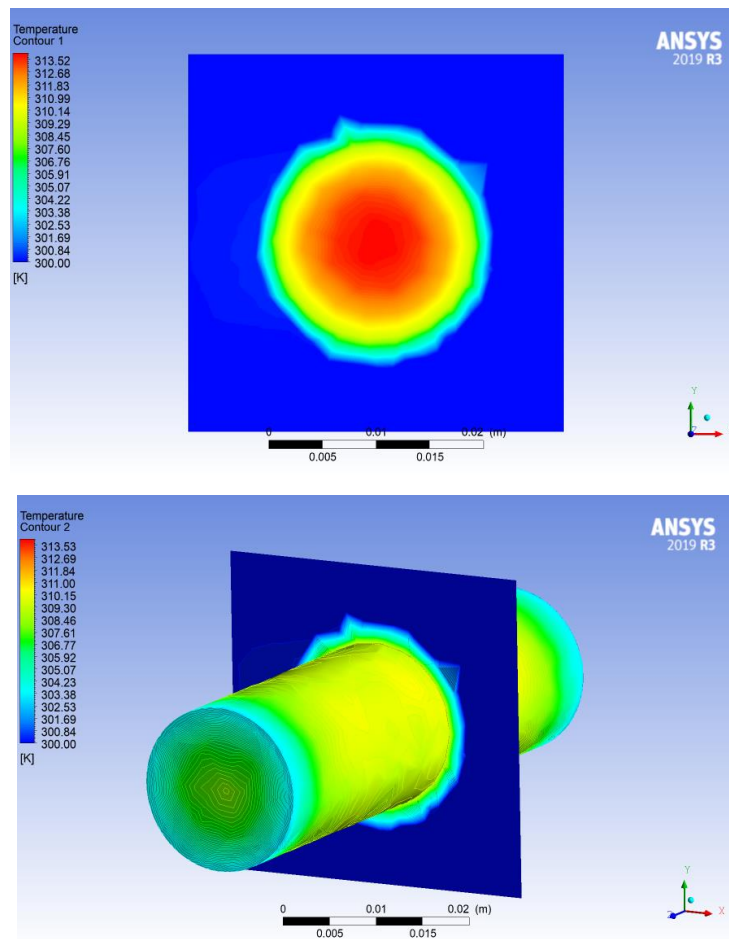 Temperature
Contour 1
313.52
312.68
311.83
310.99
310.14
309.29
308.45
307.60
306.76
305.91
305.07
304.22
303.38
302.53
301.69
300.84
300.00
[K]
ANSYS
2019 R3
0 0.01 0.02 (m)
0.005 0.015
Y
Z
Temperature
Contour 2
313.53
312.69
311.84
311.00
310.15
309.30
308.46
307.61
306.77
305.92
305.07
304.23
303.38
302.53
301.69
300.84
300.00
[K]
ANSYS
2019 R3
0 0.01 0.02 (m)
0.005 0.015
Y
Z X